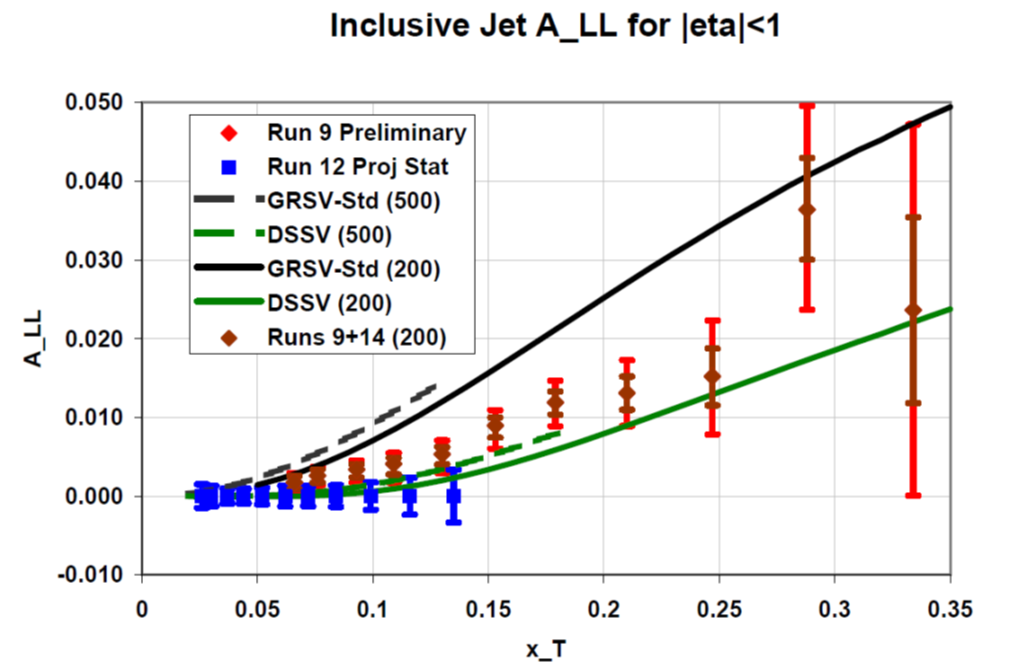 Inclusive Jet A_LL for |eta|<1
0.050
0.040
0.030
0.020
0.010
0.000
-0.010
A_LL
Run 9 Preliminary
Run 12 Proj Stat
GRSV-Std (500)
DSSV (500)
GRSV-Std (200)
DSSV (200)
Runs 9+14 (200)
0 0.05 0.1 0.15 0.2 0.25 0.3 0.35
x_T